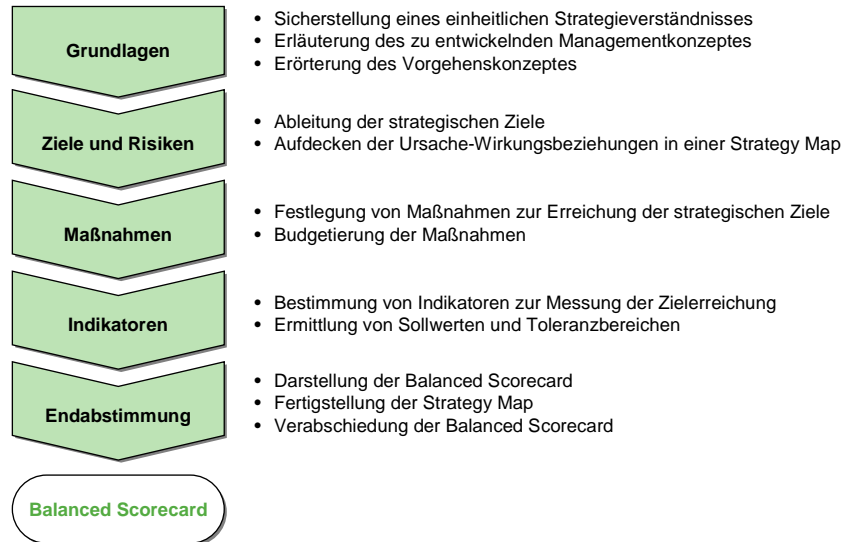 Grundlagen
• Sicherstellung eines einheitlichen Strategieverständnisses
• Erläuterung des zu entwickelnden Managementkonzeptes
• Erörterung des Vorgehenskonzeptes
Ziele und Risiken
• Ableitung der strategischen Ziele
• Aufdecken der Ursache-Wirkungsbeziehungen in einer Strategy Map
Maßnahmen
• Festlegung von Maßnahmen zur Erreichung der strategischen Ziele
• Budgetierung der Maßnahmen
Indikatoren
• Bestimmung von Indikatoren zur Messung der Zielerreichung
• Ermittlung von Sollwerten und Toleranzbereichen
Endabstimmung
• Darstellung der Balanced Scorecard
• Fertigstellung der Strategy Map
• Verabschiedung der Balanced Scorecard
Balanced Scorecard